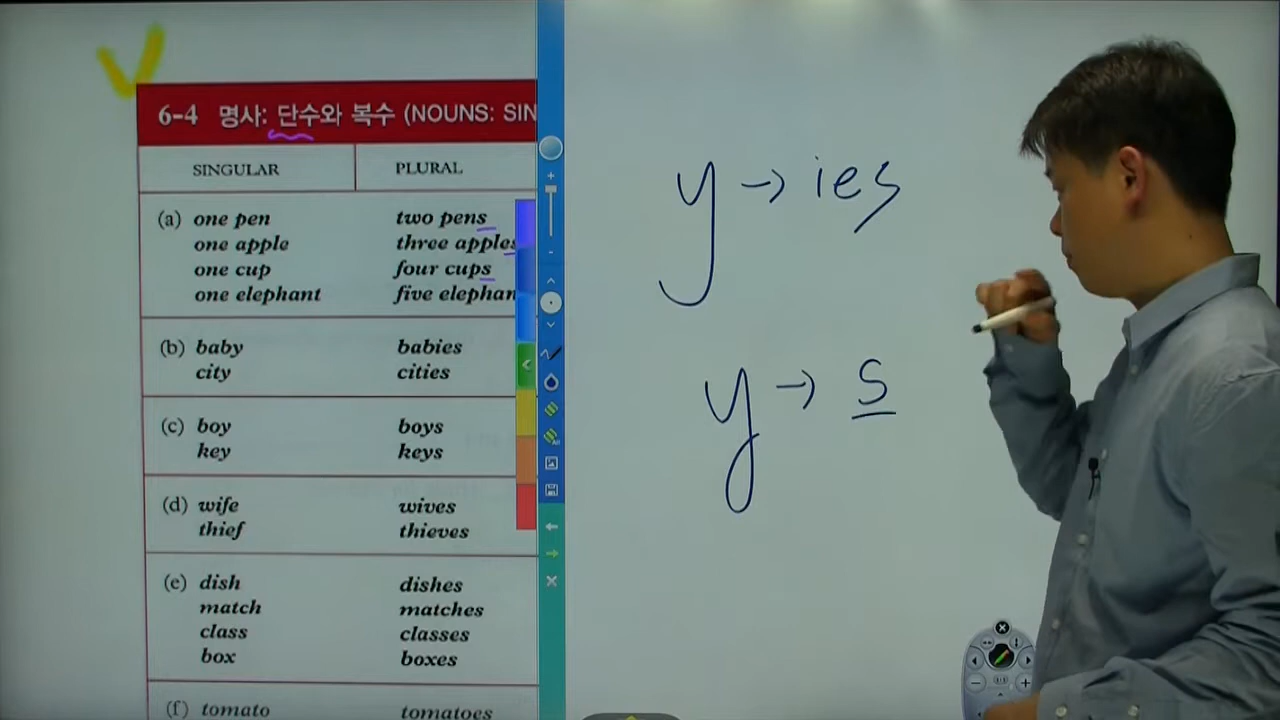 6-4 명사: 단수와 복수 (NOUNS: SIN
SINGULAR PLURAL
(a) one pen two pens
one apple three apples
one cup four cups
one elephant five elephan
(b) baby babies
city cities
(c) boy boys
key keys
(d) wife wives
thief thieves
(e) dish dishes
match matches
class classes
box boxes
(f) tomato tomatoes
y → ies
y → s